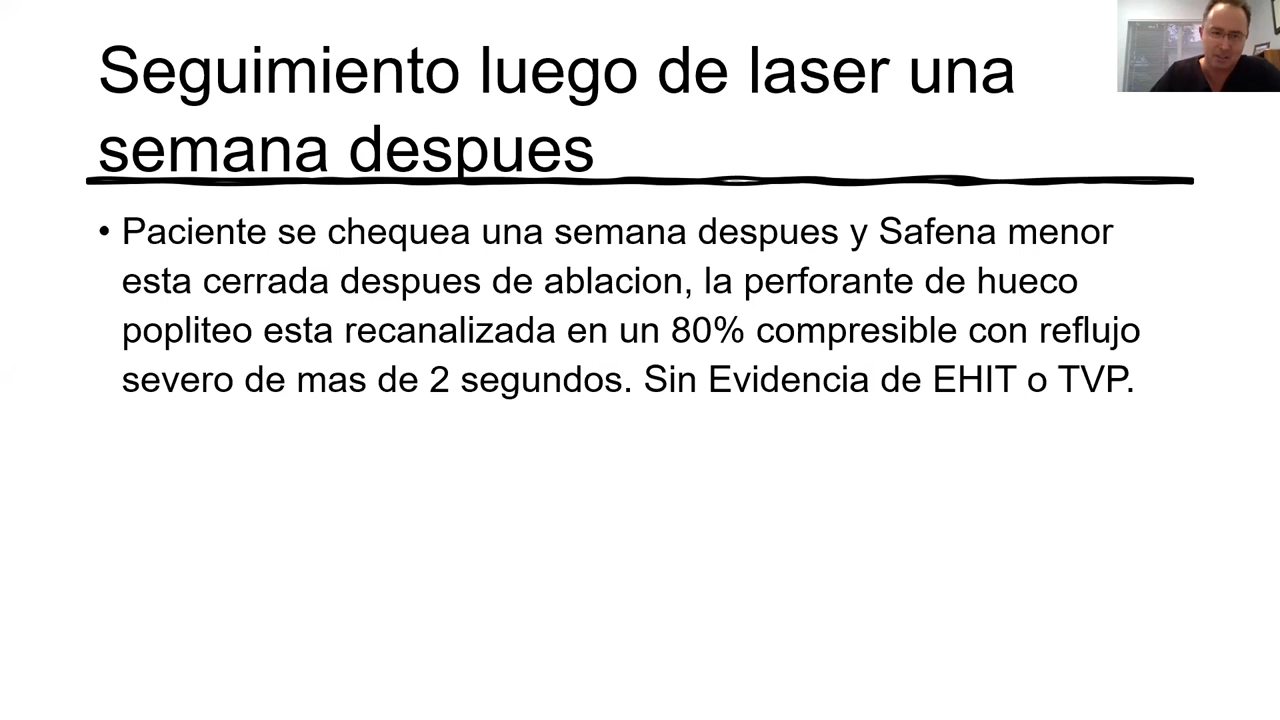 Seguimiento luego de laser una
semana despues
• Paciente se chequea una semana despues y Safena menor
esta cerrada despues de ablacion, la perforante de hueco
popliteo esta recanalizada en un 80% compresible con reflujo
severo de mas de 2 segundos. Sin Evidencia de EHIT o TVP.